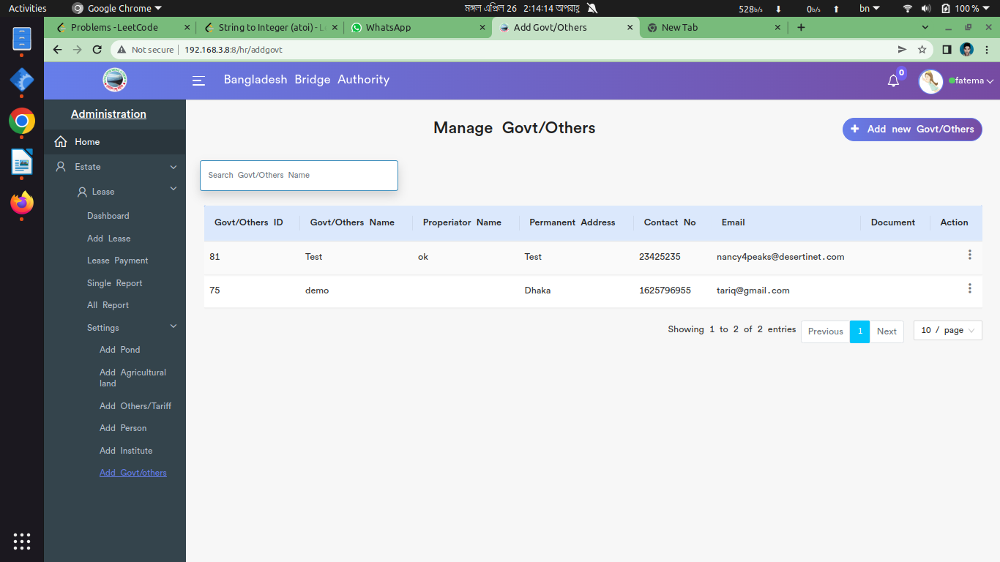 Activities Google Chrome মঙ্গল এপ্রিল 26 2:14:14 অপরাহ্ণ 528b/s 0b/s bn 100 %
Problems - LeetCode String to Integer (atoi) - L WhatsApp Add Govt/Others New Tab
Not secure 192.168.3.8:8/hr/addgovt
Bangladesh Bridge Authority 0 fatema
Administration
Home
Estate
Lease
Dashboard
Add Lease
Lease Payment
Single Report
All Report
Settings
Add Pond
Add Agricultural
land
Add Others/Tariff
Add Person
Add Institute
Add Govt/others
Manage Govt/Others + Add new Govt/Others
Search Govt/Others Name
Govt/Others ID Govt/Others Name Properiator Name Permanent Address Contact No Email Document Action
81 Test ok Test 23425235 nancy4peaks@desertinet.com
75 demo Dhaka 1625796955 tariq@gmail.com
Showing 1 to 2 of 2 entries Previous 1 Next 10 / page